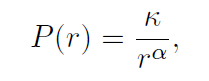 P(r) = κ / r^α,